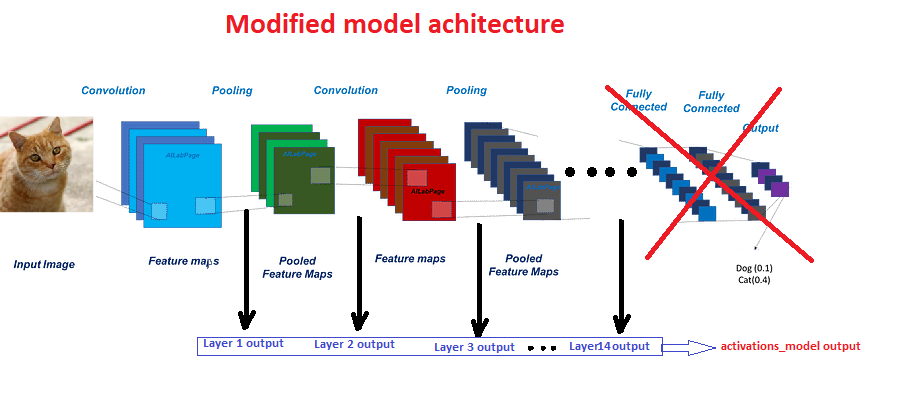 Modified model achitecture
Convolution
Pooling
Convolution
Pooling
Fully
Connected
Fully
Connected
Output
AILabPage
AILabPage
AILabPage
Input Image
Feature maps
Pooled
Feature Maps
Feature maps
Pooled
Feature Maps
Dog (0.1)
Cat(0.4)
Layer 1 output
Layer 2 output
Layer 3 output
Layer14 output
activations_model output